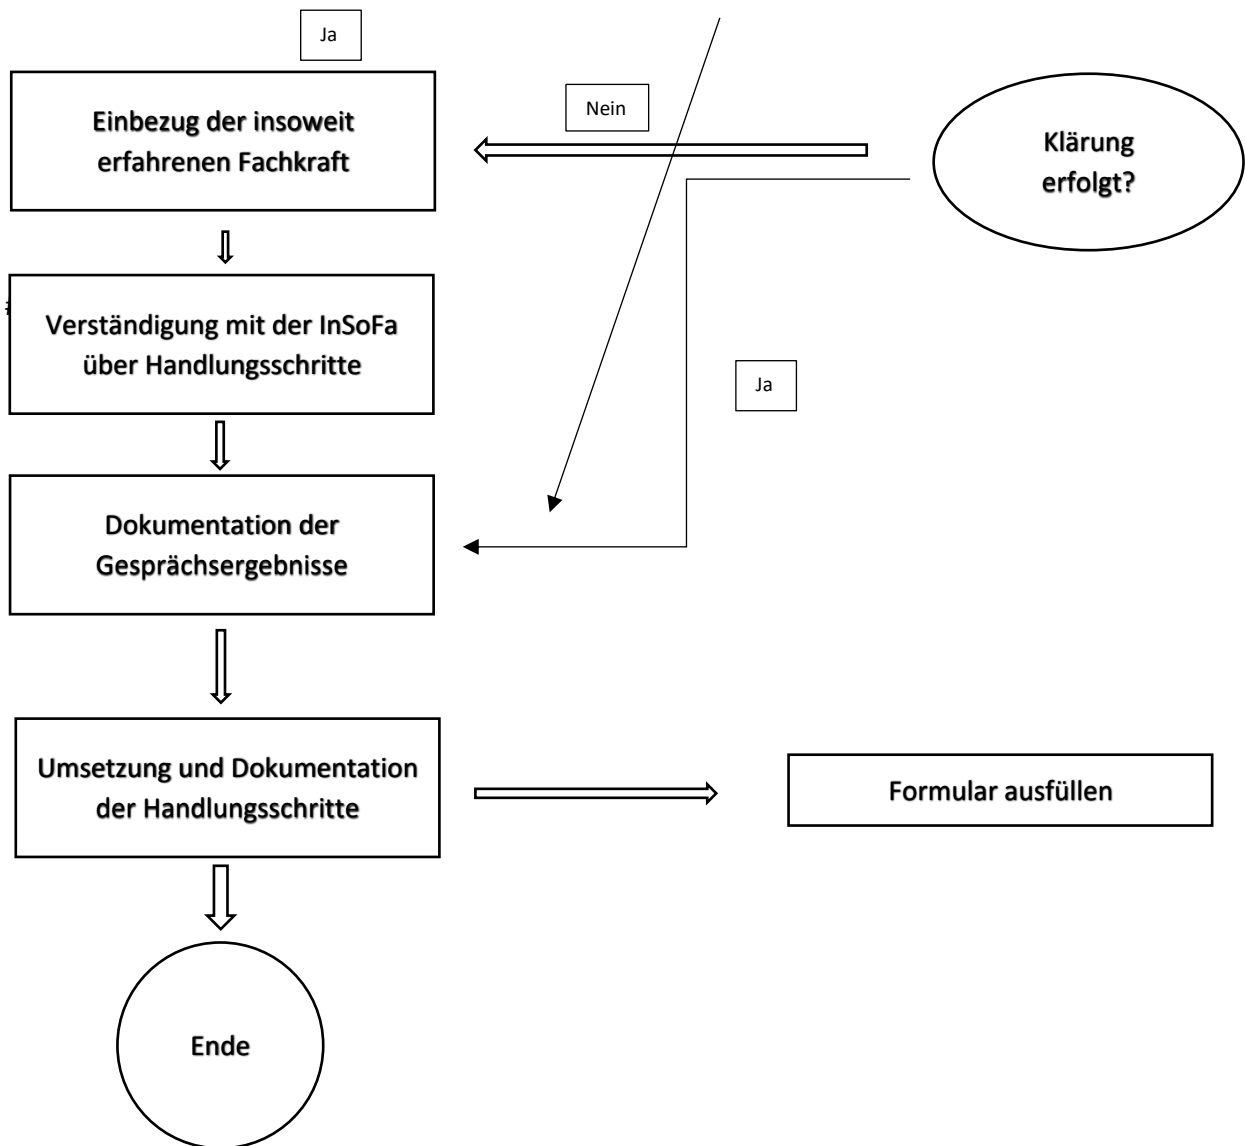 Ja
Nein
Einbezug der insoweit
erfahrenen Fachkraft
Klärung
erfolgt?
Verständigung mit der InSoFa
über Handlungsschritte
Ja
Dokumentation der
Gesprächsergebnisse
Umsetzung und Dokumentation
der Handlungsschritte
Formular ausfüllen
Ende